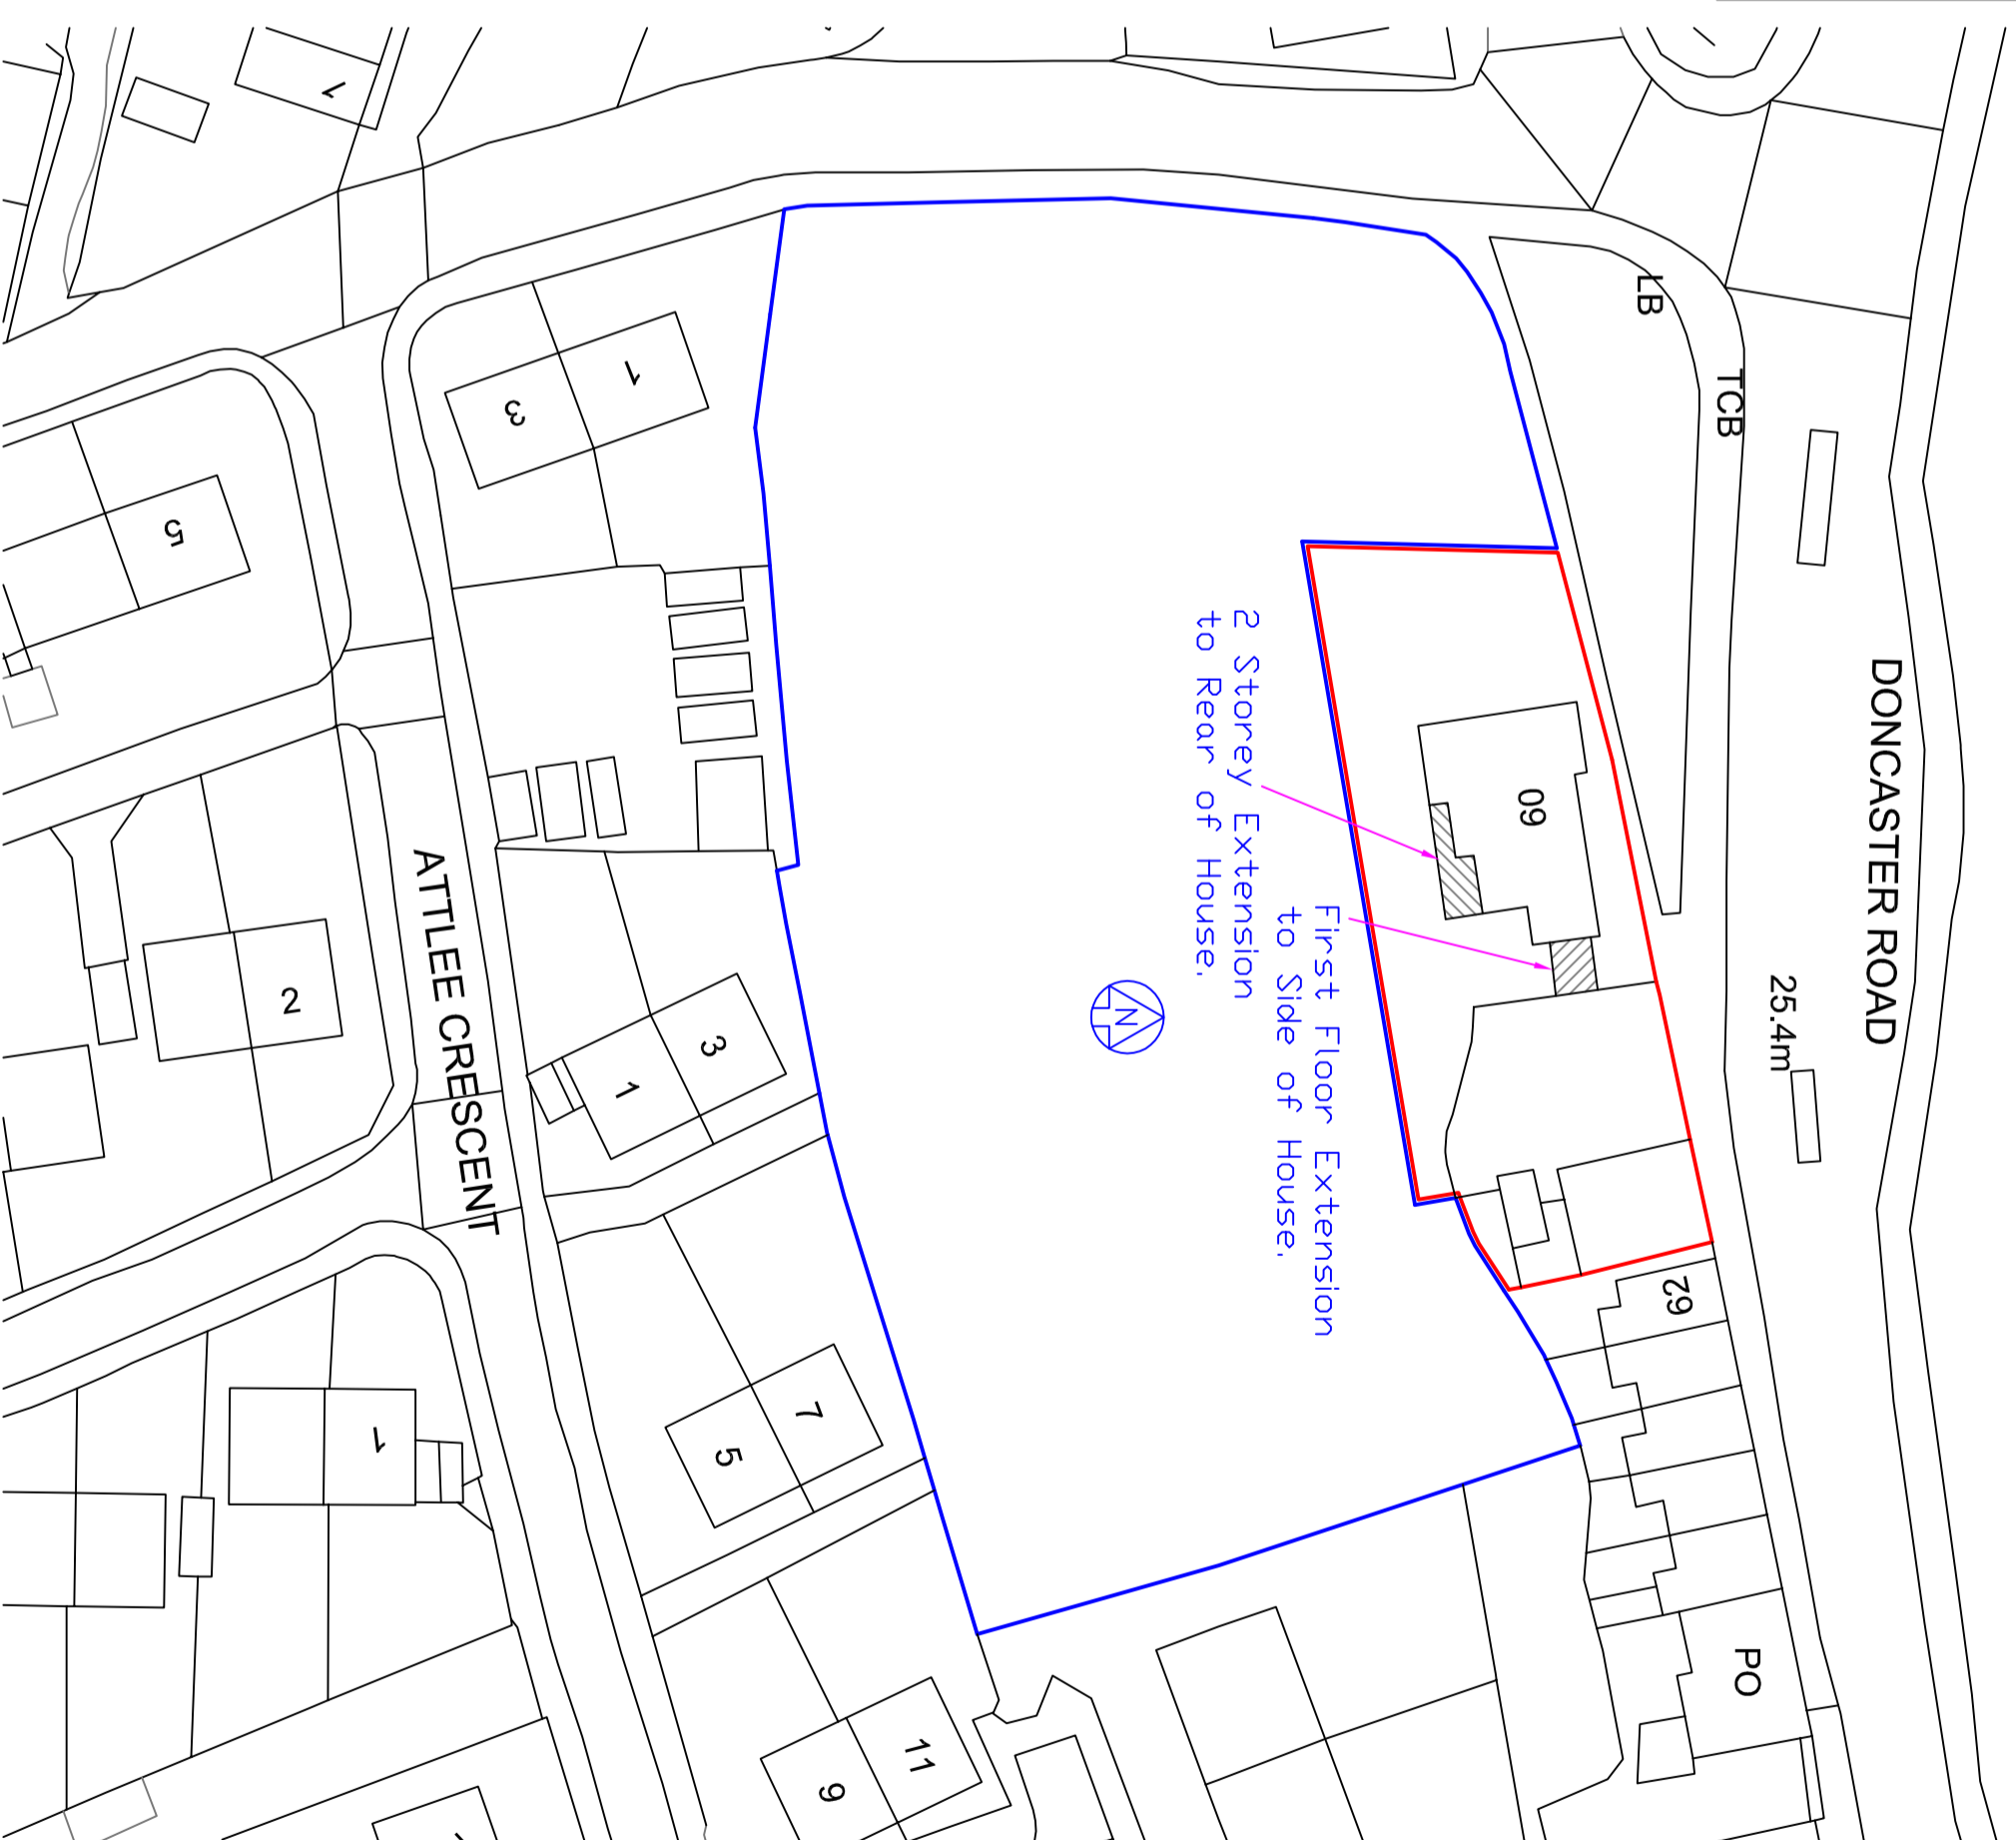 DONCASTER ROAD
25.4m
TCB
LB
60
62
PO
First Floor Extension
to Side of House.
2 Storey Extension
to Rear of House.
N
ATTLEE CRESCENT
1
1
3
5
2
3
1
7
5
1
11
9